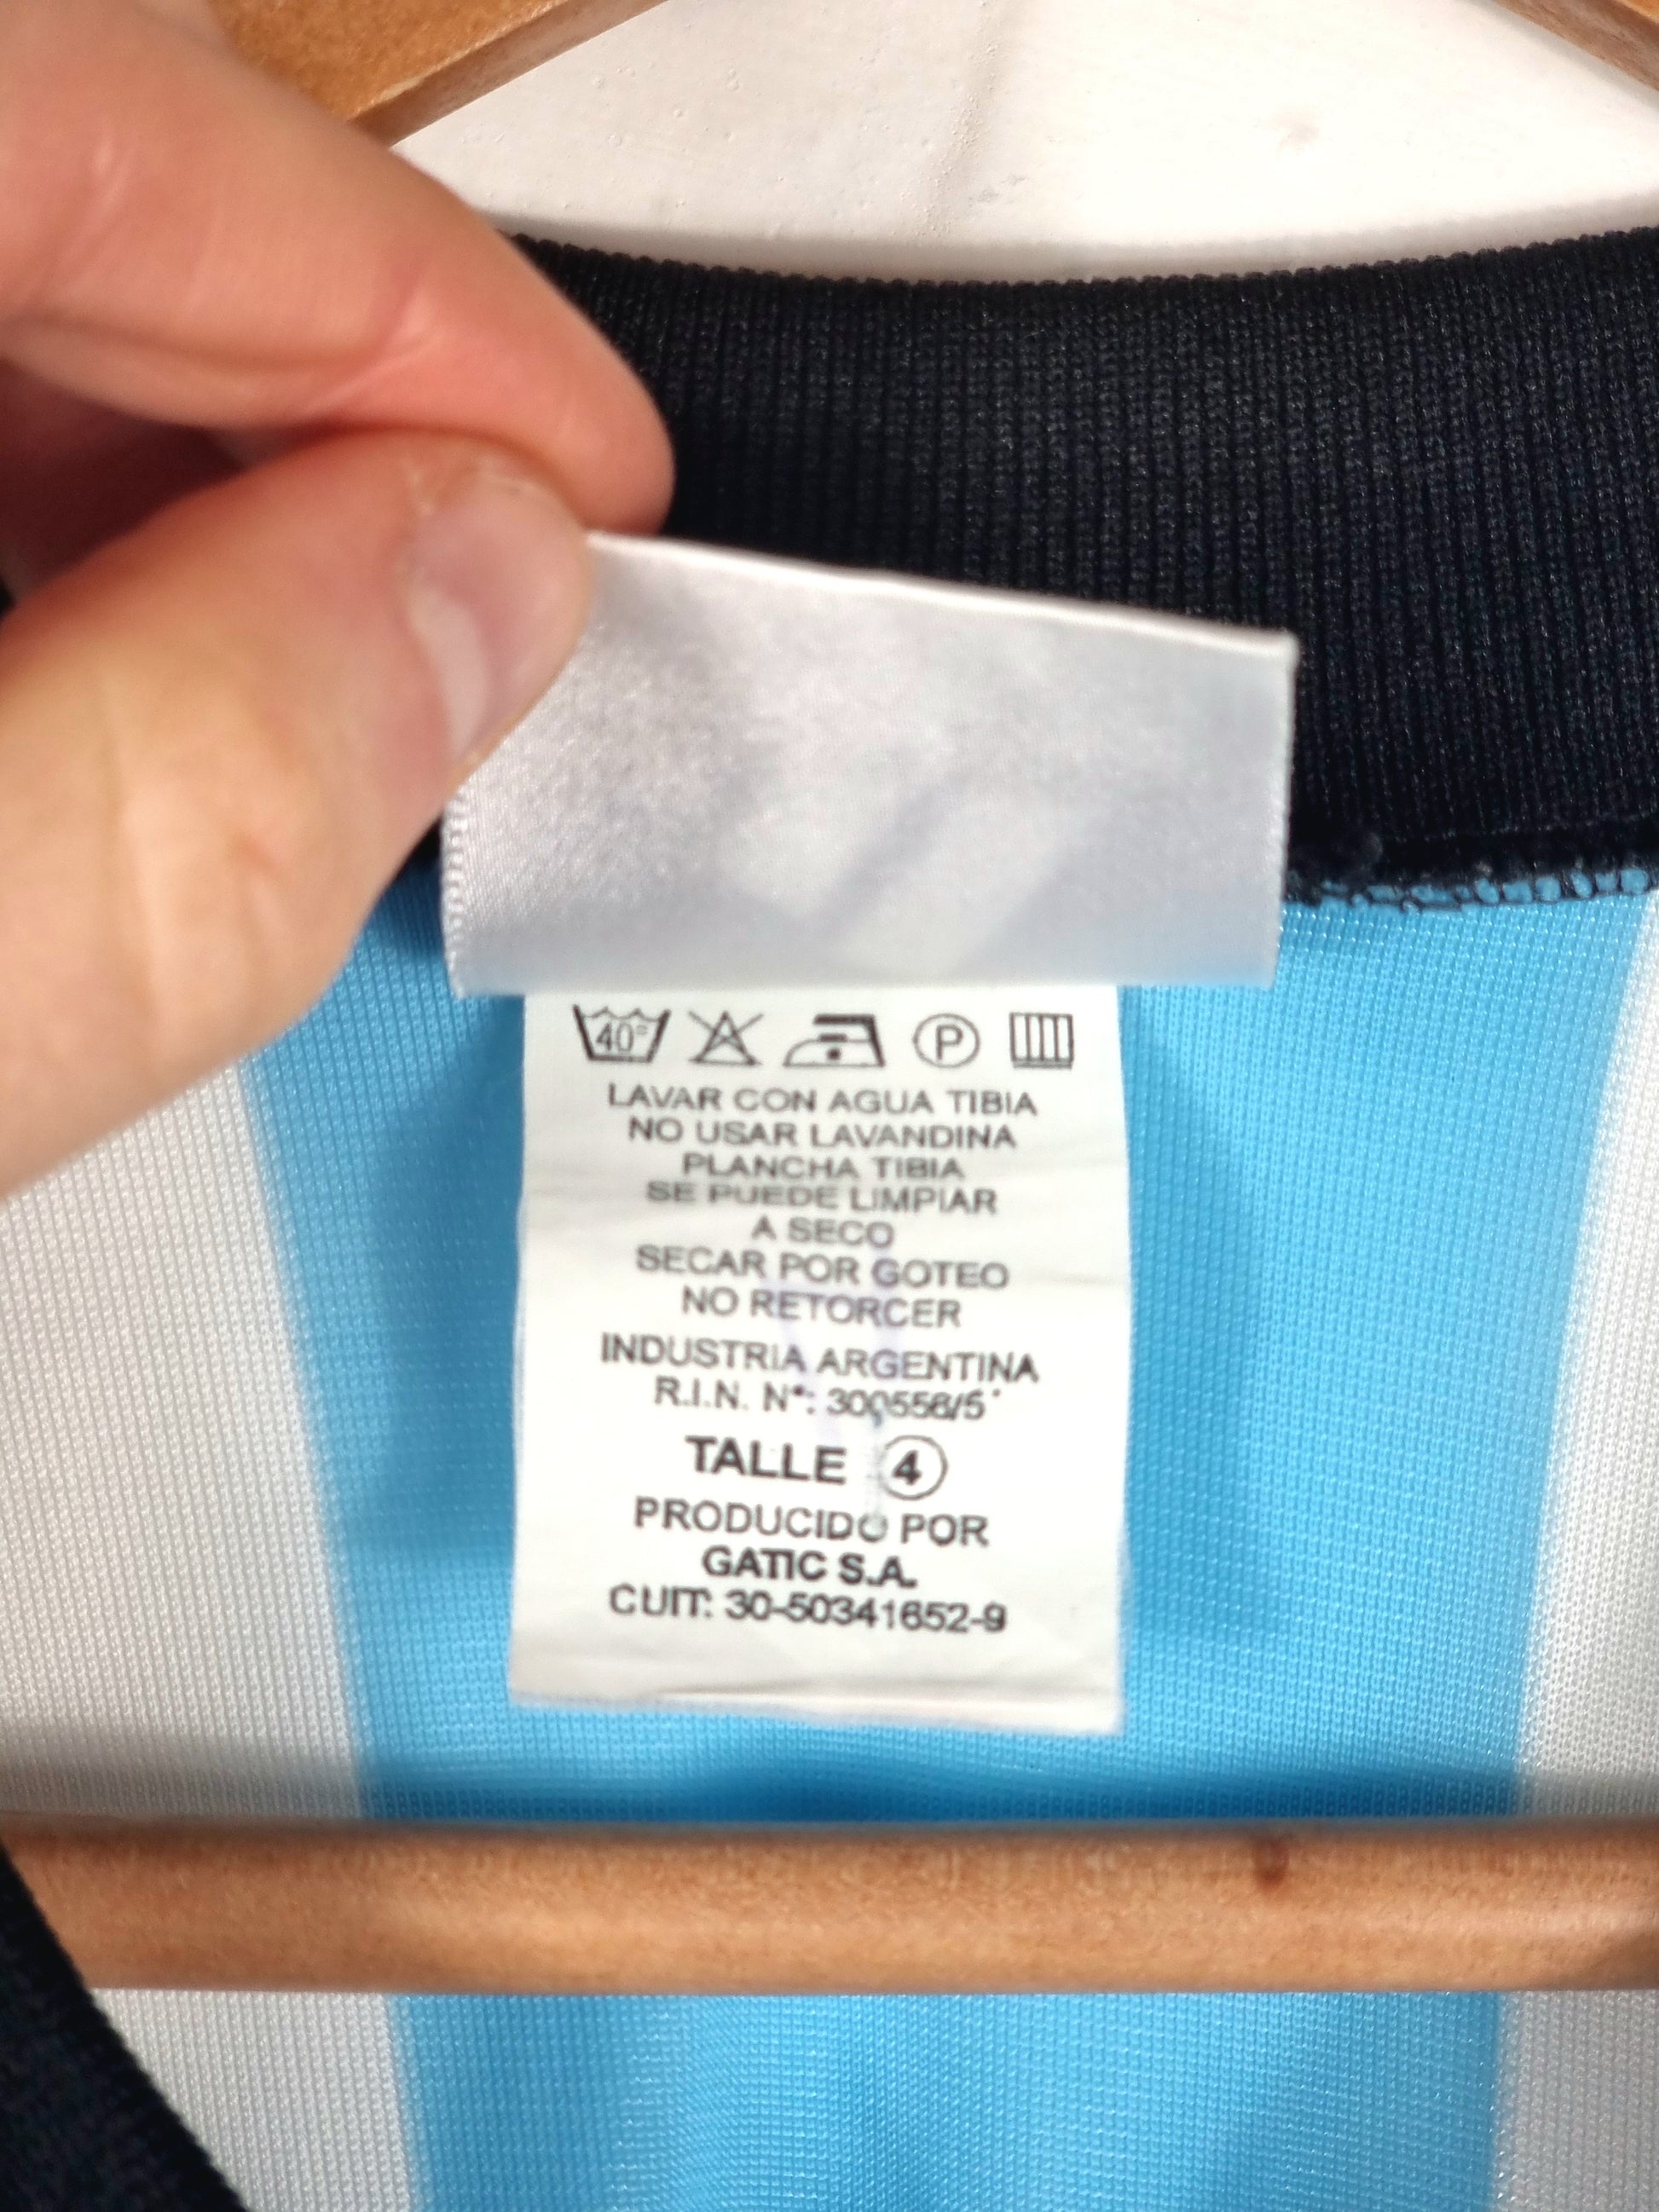 40°
P
LAVAR CON AGUA TIBIA
NO USAR LAVANDINA
PLANCHA TIBIA
SE PUEDE LIMPIAR
A SECO
SECAR POR GOTEO
NO RETORCER
INDUSTRIA ARGENTINA
R.I.N. N°: 300556/5
TALLE 4
PRODUCIDO POR
GATIC S.A.
CUIT: 30-50341652-9